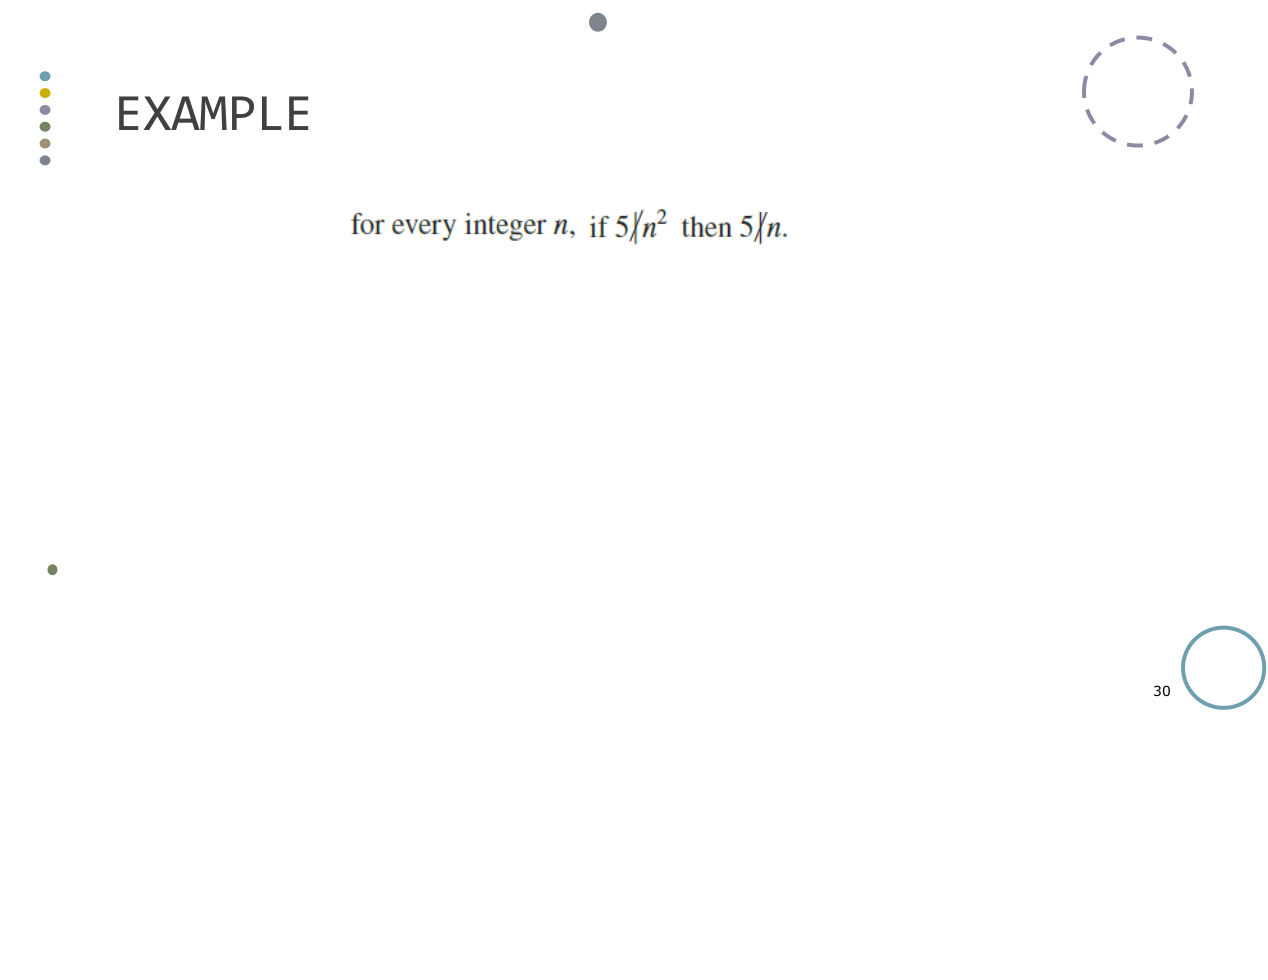 EXAMPLE
for every integer n, if 5∤n² then 5∤n.
30